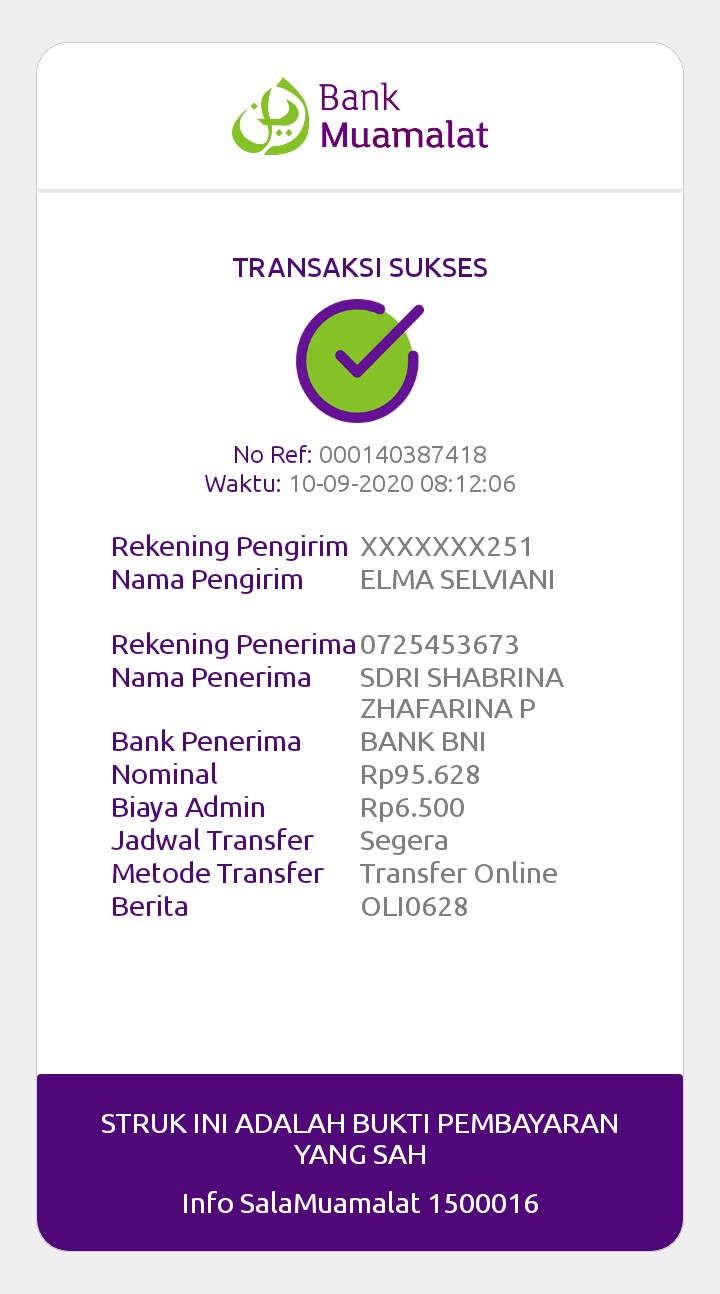 Bank
Muamalat
TRANSAKSI SUKSES
No Ref: 000140387418
Waktu: 10-09-2020 08:12:06
Rekening Pengirim XXXXXXX251
Nama Pengirim ELMA SELVIANI
Rekening Penerima 0725453673
Nama Penerima SDRI SHABRINA
ZHAFARINA P
Bank Penerima BANK BNI
Nominal Rp95.628
Biaya Admin Rp6.500
Jadwal Transfer Segera
Metode Transfer Transfer Online
Berita OLI0628
STRUK INI ADALAH BUKTI PEMBAYARAN
YANG SAH
Info SalaMuamalat 1500016